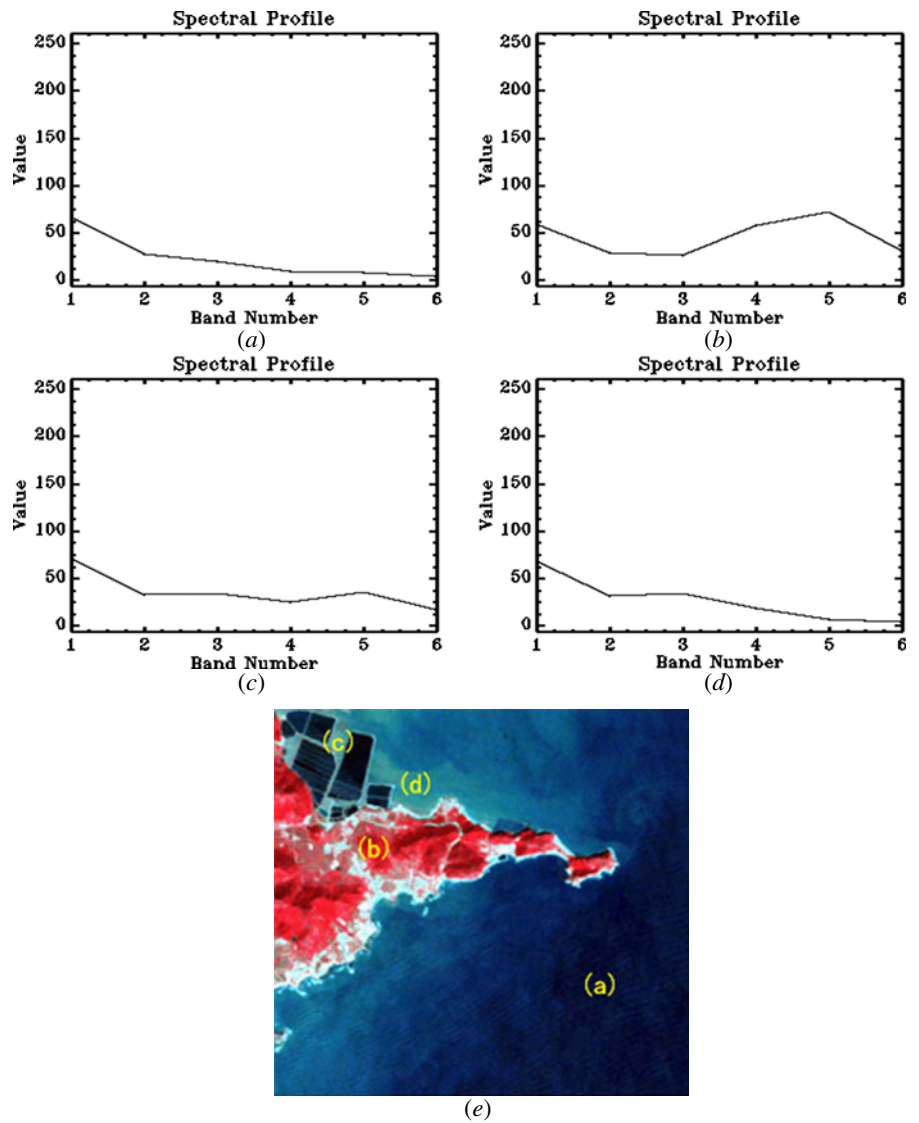 Spectral Profile
250
200
150
100
50
0
Value
1 2 3 4 5 6
Band Number
(a)
Spectral Profile
250
200
150
100
50
0
Value
1 2 3 4 5 6
Band Number
(b)
Spectral Profile
250
200
150
100
50
0
Value
1 2 3 4 5 6
Band Number
(c)
Spectral Profile
250
200
150
100
50
0
Value
1 2 3 4 5 6
Band Number
(d)
(c)
(d)
(b)
(a)
(e)